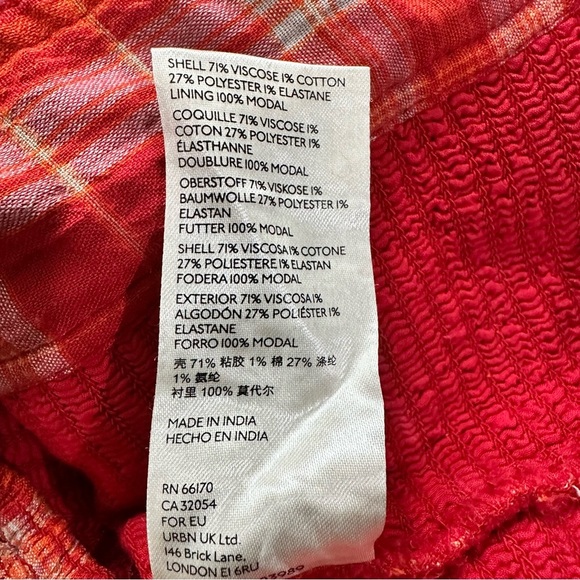 SHELL 71% VISCOSE 1% COTTON
27% POLYESTER 1% ELASTANE
LINING 100% MODAL
COQUILLE 71% VISCOSE 1%
COTON 27% POLYESTER 1%
ÉLASTHANNE
DOUBLURE 100% MODAL
OBERSTOFF 71% VISKOSE 1%
BAUMWOLLE 27% POLYESTER 1%
ELASTAN
FUTTER 100% MODAL
SHELL 71% VISCOSA 1% COTONE
27% POLIESTERE 1% ELASTAN
FODERA 100% MODAL
EXTERIOR 71% VISCOSA 1%
ALGODÓN 27% POLIÉSTER 1%
ELASTANE
FORRO 100% MODAL
壳 71% 粘胶 1% 棉 27% 涤纶
1% 氨纶
衬里 100% 莫代尔
MADE IN INDIA
HECHO EN INDIA
RN 66170
CA 32054
FOR EU
URBN UK Ltd.
146 Brick Lane,
LONDON E1 6RU